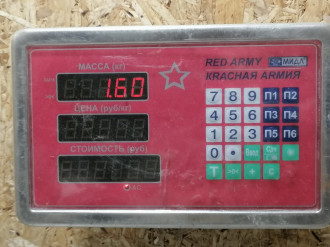 МАССА (кг)
1.60
ЦЕНА (руб/кг)
СТОИМОСТЬ (руб)
AC
RED ARMY МИДЛ
КРАСНАЯ АРМИЯ
7 8 9 П1 П2
4 5 6 П3 П4
1 2 3 П5 П6
0 •
T C